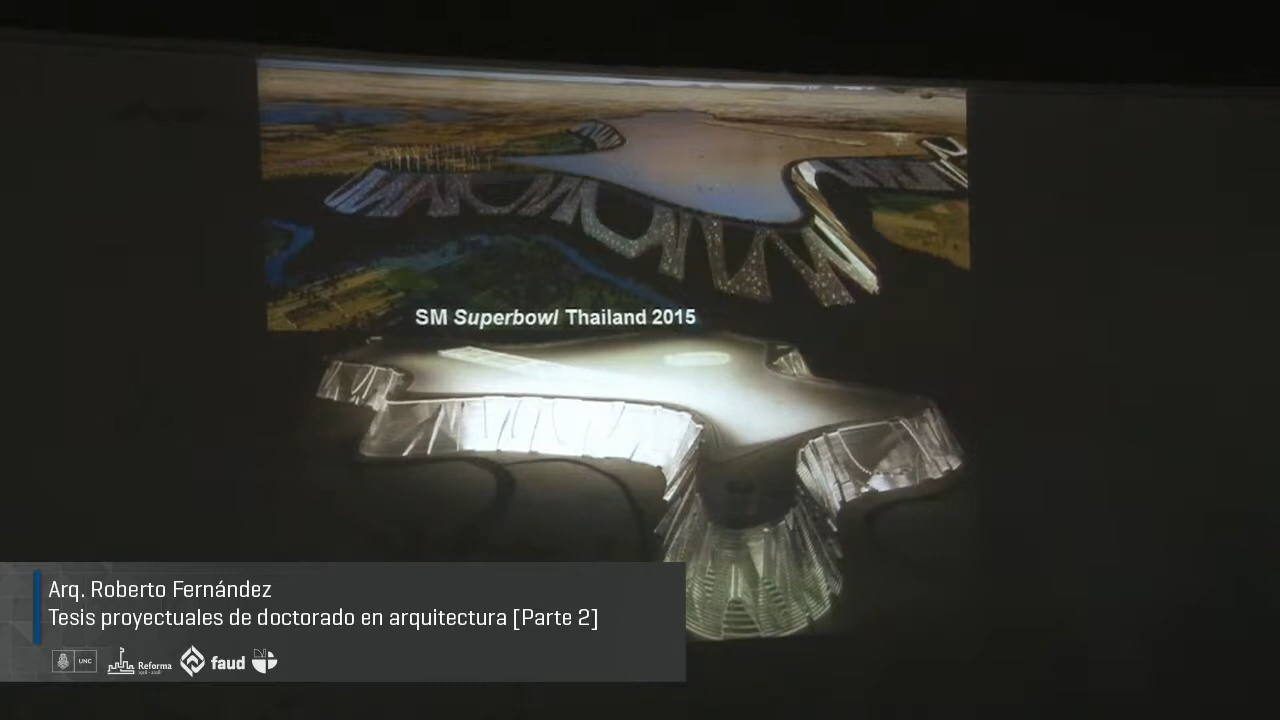 SM Superbowl Thailand 2015
Arq. Roberto Fernández
Tesis proyectuales de doctorado en arquitectura [Parte 2]
UNC
Reforma
faud